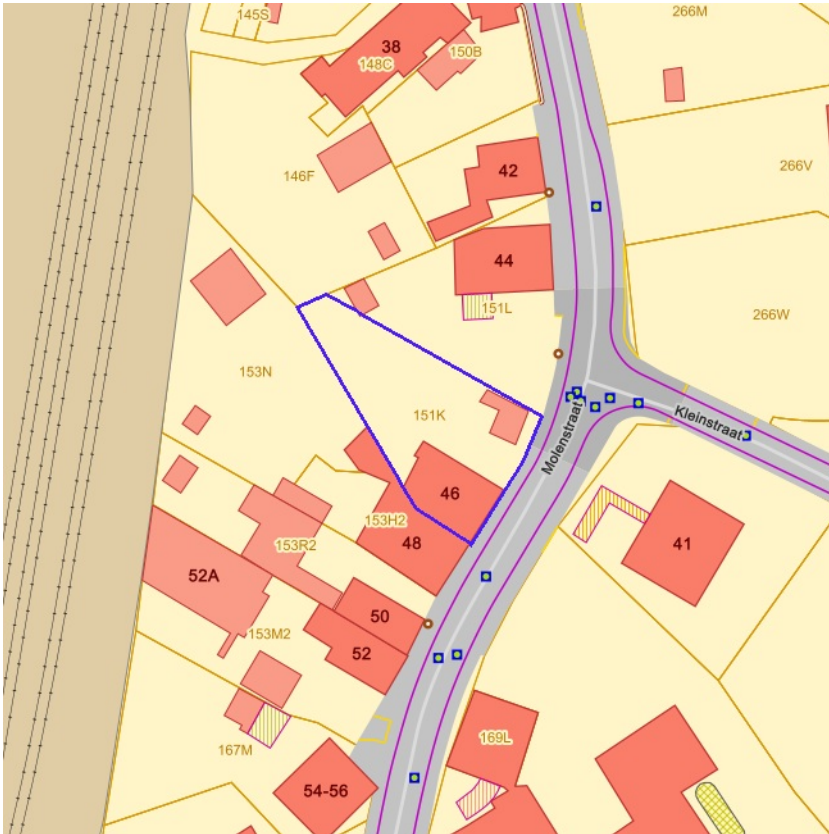 145S
266M
38
150B
148C
42
266V
146F
44
151L
266W
153N
151K
Kleinstraat
Molenstraat
46
153H2
48
41
153R2
52A
50
153M2
52
169L
167M
54-56